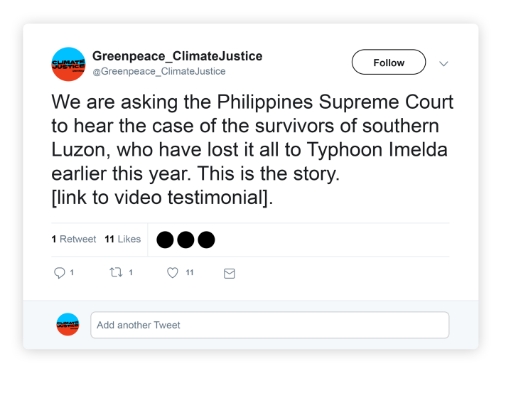 CLIMATE JUSTICE
Greenpeace_ClimateJustice
@Greenpeace_ClimateJustice
Follow
We are asking the Philippines Supreme Court
to hear the case of the survivors of southern
Luzon, who have lost it all to Typhoon Imelda
earlier this year. This is the story.
[link to video testimonial].
1 Retweet 11 Likes
1 1 11
Add another Tweet